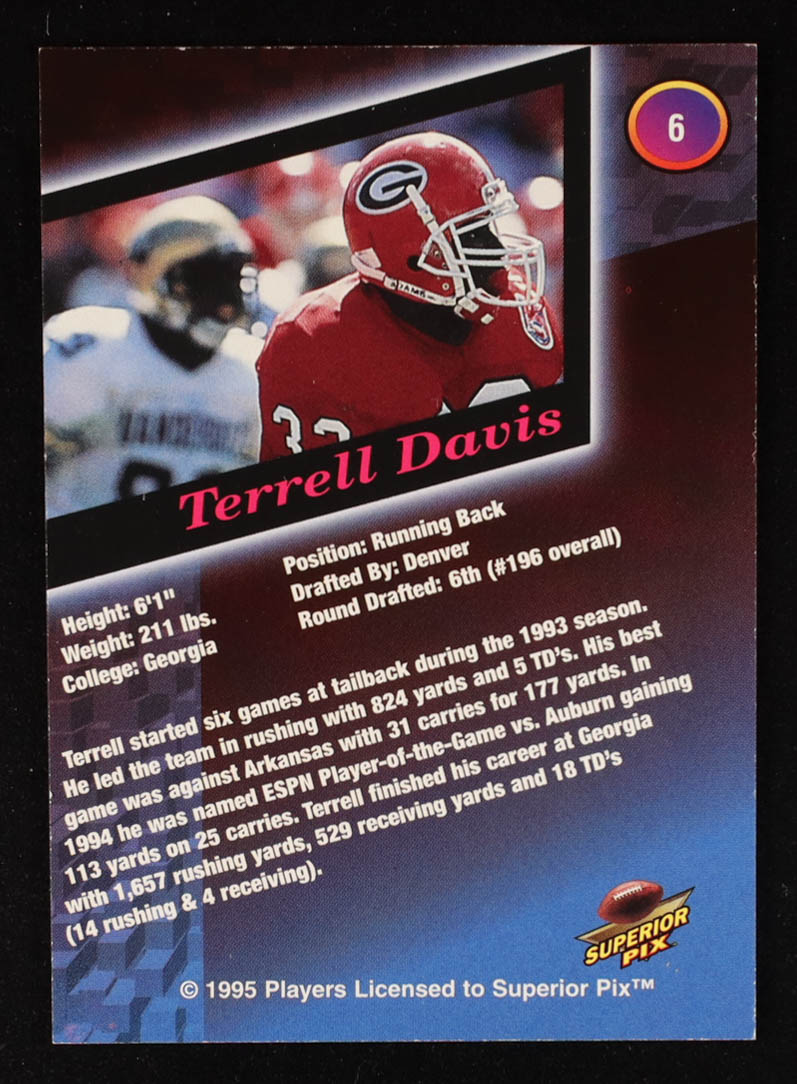 6
G
ADAMS
33
VANDERBILT
Terrell Davis
Height: 6'1"
Weight: 211 lbs.
College: Georgia
Position: Running Back
Drafted By: Denver
Round Drafted: 6th (#196 overall)
Terrell started six games at tailback during the 1993 season.
He led the team in rushing with 824 yards and 5 TD's. His best
game was against Arkansas with 31 carries for 177 yards. In
1994 he was named ESPN Player-of-the-Game vs. Auburn gaining
113 yards on 25 carries. Terrell finished his career at Georgia
with 1,657 rushing yards, 529 receiving yards and 18 TD's
(14 rushing & 4 receiving).
SUPERIOR
PIX
© 1995 Players Licensed to Superior Pix™